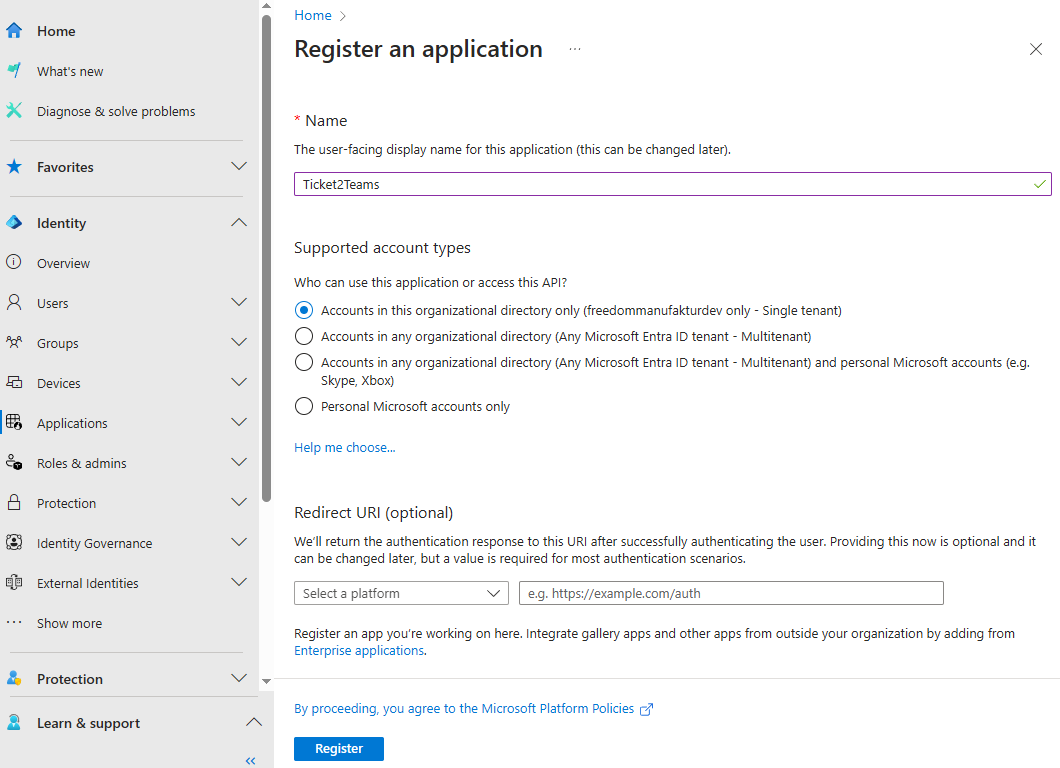 Home
What's new
Diagnose & solve problems
Favorites
Identity
Overview
Users
Groups
Devices
Applications
Roles & admins
Protection
Identity Governance
External Identities
Show more
Protection
Learn & support
Home
Register an application
* Name
The user-facing display name for this application (this can be changed later).
Ticket2Teams
Supported account types
Who can use this application or access this API?
Accounts in this organizational directory only (freedommanufakturdev only - Single tenant)
Accounts in any organizational directory (Any Microsoft Entra ID tenant - Multitenant)
Accounts in any organizational directory (Any Microsoft Entra ID tenant - Multitenant) and personal Microsoft accounts (e.g.
Skype, Xbox)
Personal Microsoft accounts only
Help me choose...
Redirect URI (optional)
We'll return the authentication response to this URI after successfully authenticating the user. Providing this now is optional and it
can be changed later, but a value is required for most authentication scenarios.
Select a platform
e.g. https://example.com/auth
Register an app you're working on here. Integrate gallery apps and other apps from outside your organization by adding from
Enterprise applications.
By proceeding, you agree to the Microsoft Platform Policies
Register